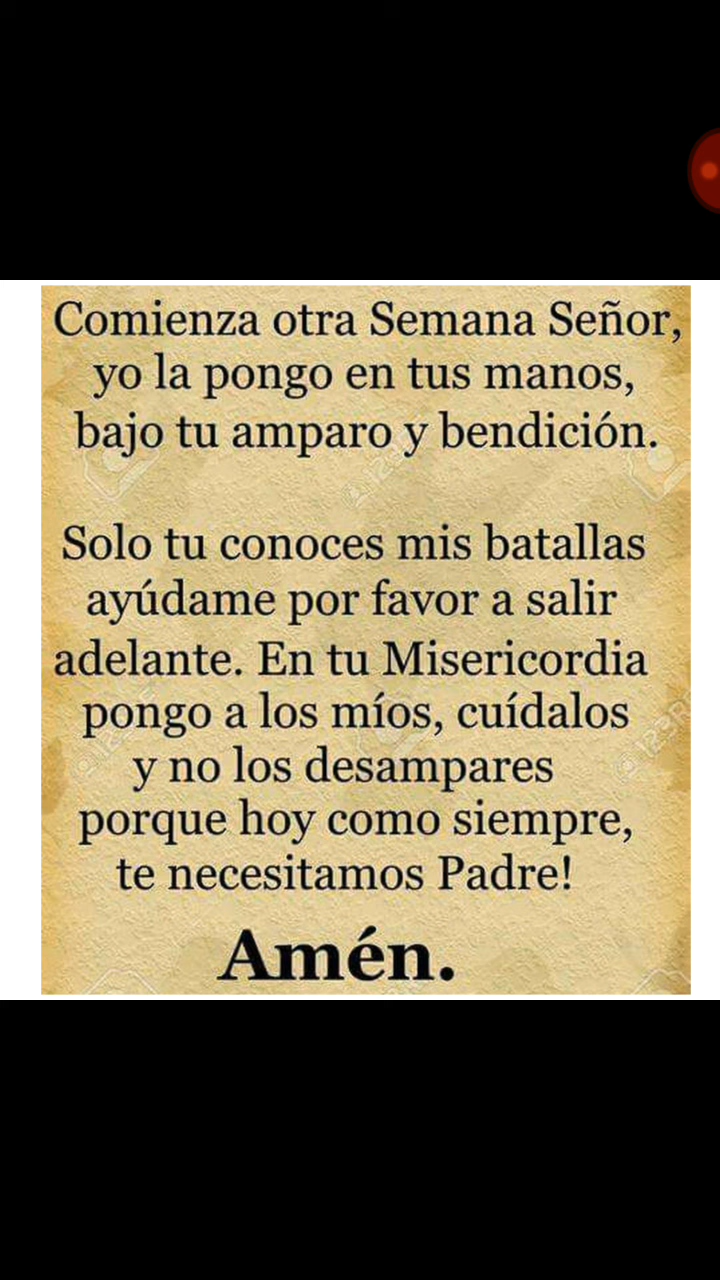 Comienza otra Semana Señor,
yo la pongo en tus manos,
bajo tu amparo y bendición.
Solo tu conoces mis batallas
ayúdame por favor a salir
adelante. En tu Misericordia
pongo a los míos, cuídalos
y no los desampares
porque hoy como siempre,
te necesitamos Padre!
Amén.